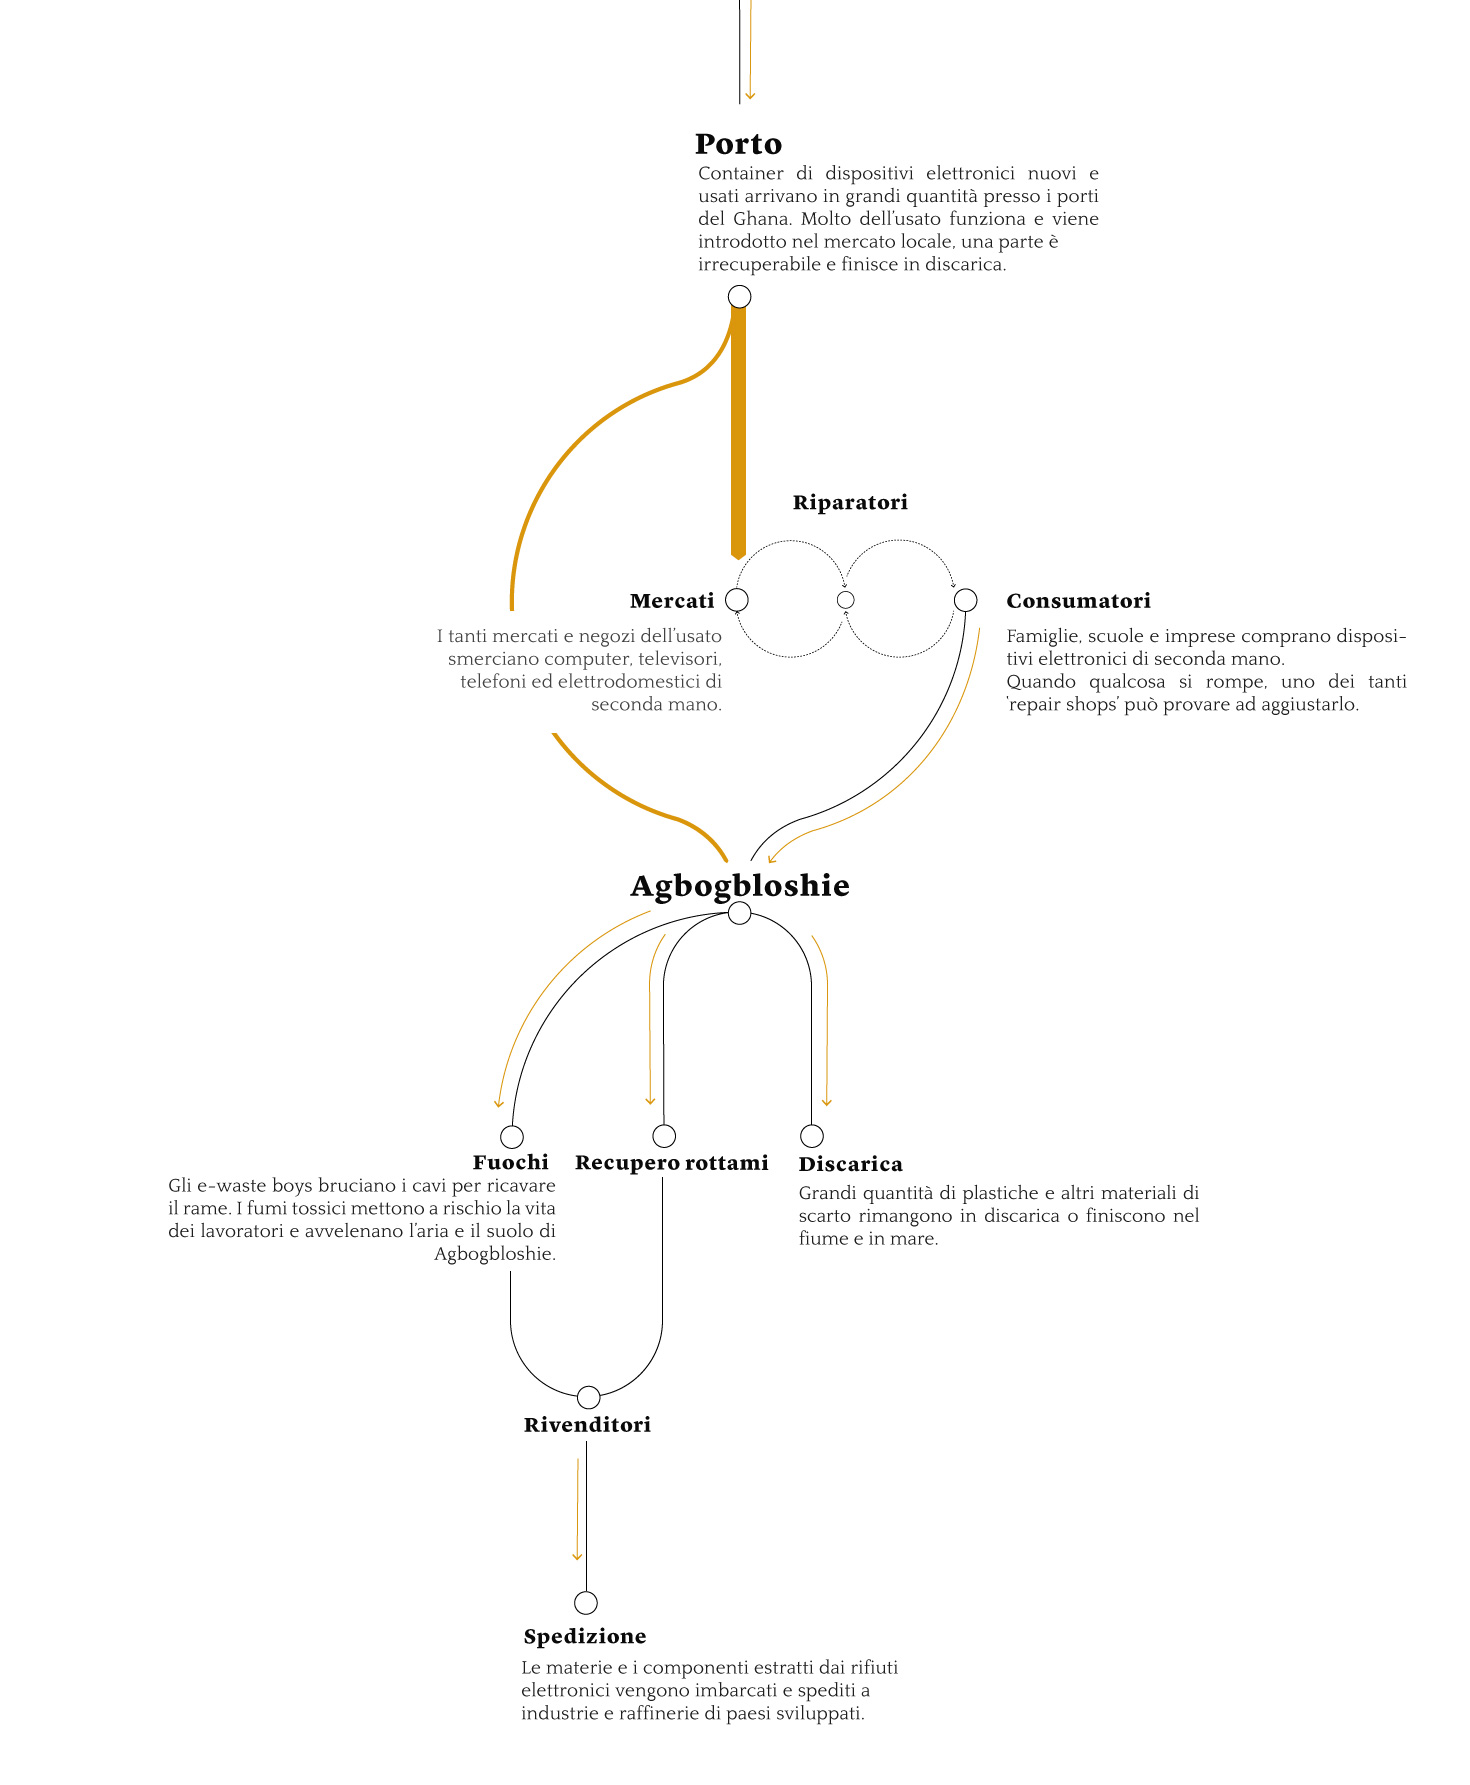 Porto
Container di dispositivi elettronici nuovi e
usati arrivano in grandi quantità presso i porti
del Ghana. Molto dell'usato funziona e viene
introdotto nel mercato locale, una parte è
irrecuperabile e finisce in discarica.
Riparatori
Mercati
I tanti mercati e negozi dell'usato
smerciano computer, televisori,
telefoni ed elettrodomestici di
seconda mano.
Consumatori
Famiglie, scuole e imprese comprano disposi-
tivi elettronici di seconda mano.
Quando qualcosa si rompe, uno dei tanti
'repair shops' può provare ad aggiustarlo.
Agbogbloshie
Fuochi
Gli e-waste boys bruciano i cavi per ricavare
il rame. I fumi tossici mettono a rischio la vita
dei lavoratori e avvelenano l'aria e il suolo di
Agbogbloshie.
Recupero rottami
Discarica
Grandi quantità di plastiche e altri materiali di
scarto rimangono in discarica o finiscono nel
fiume e in mare.
Rivenditori
Spedizione
Le materie e i componenti estratti dai rifiuti
elettronici vengono imbarcati e spediti a
industrie e raffinerie di paesi sviluppati.